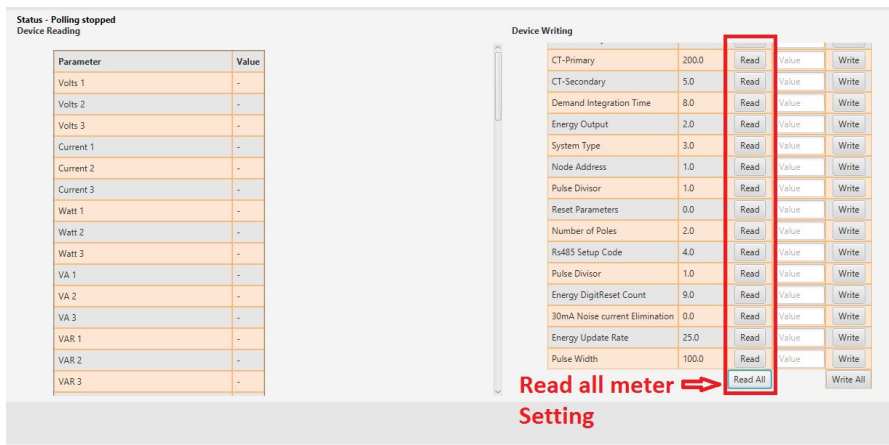 Status - Polling stopped
Device Reading
Parameter Value
Volts 1 -
Volts 2 -
Volts 3 -
Current 1 -
Current 2 -
Current 3 -
Watt 1 -
Watt 2 -
Watt 3 -
VA 1 -
VA 2 -
VA 3 -
VAR 1 -
VAR 2 -
VAR 3 -
Device Writing
CT-Primary 200.0 Read Value Write
CT-Secondary 5.0 Read Value Write
Demand Integration Time 8.0 Read Value Write
Energy Output 2.0 Read Value Write
System Type 3.0 Read Value Write
Node Address 1.0 Read Value Write
Pulse Divisor 1.0 Read Value Write
Reset Parameters 0.0 Read Value Write
Number of Poles 2.0 Read Value Write
Rs485 Setup Code 4.0 Read Value Write
Pulse Divisor 1.0 Read Value Write
Energy DigitReset Count 9.0 Read Value Write
30mA Noise current Elimination 0.0 Read Value Write
Energy Update Rate 25.0 Read Value Write
Pulse Width 100.0 Read Value Write
Read All Write All
Read all meter
Setting